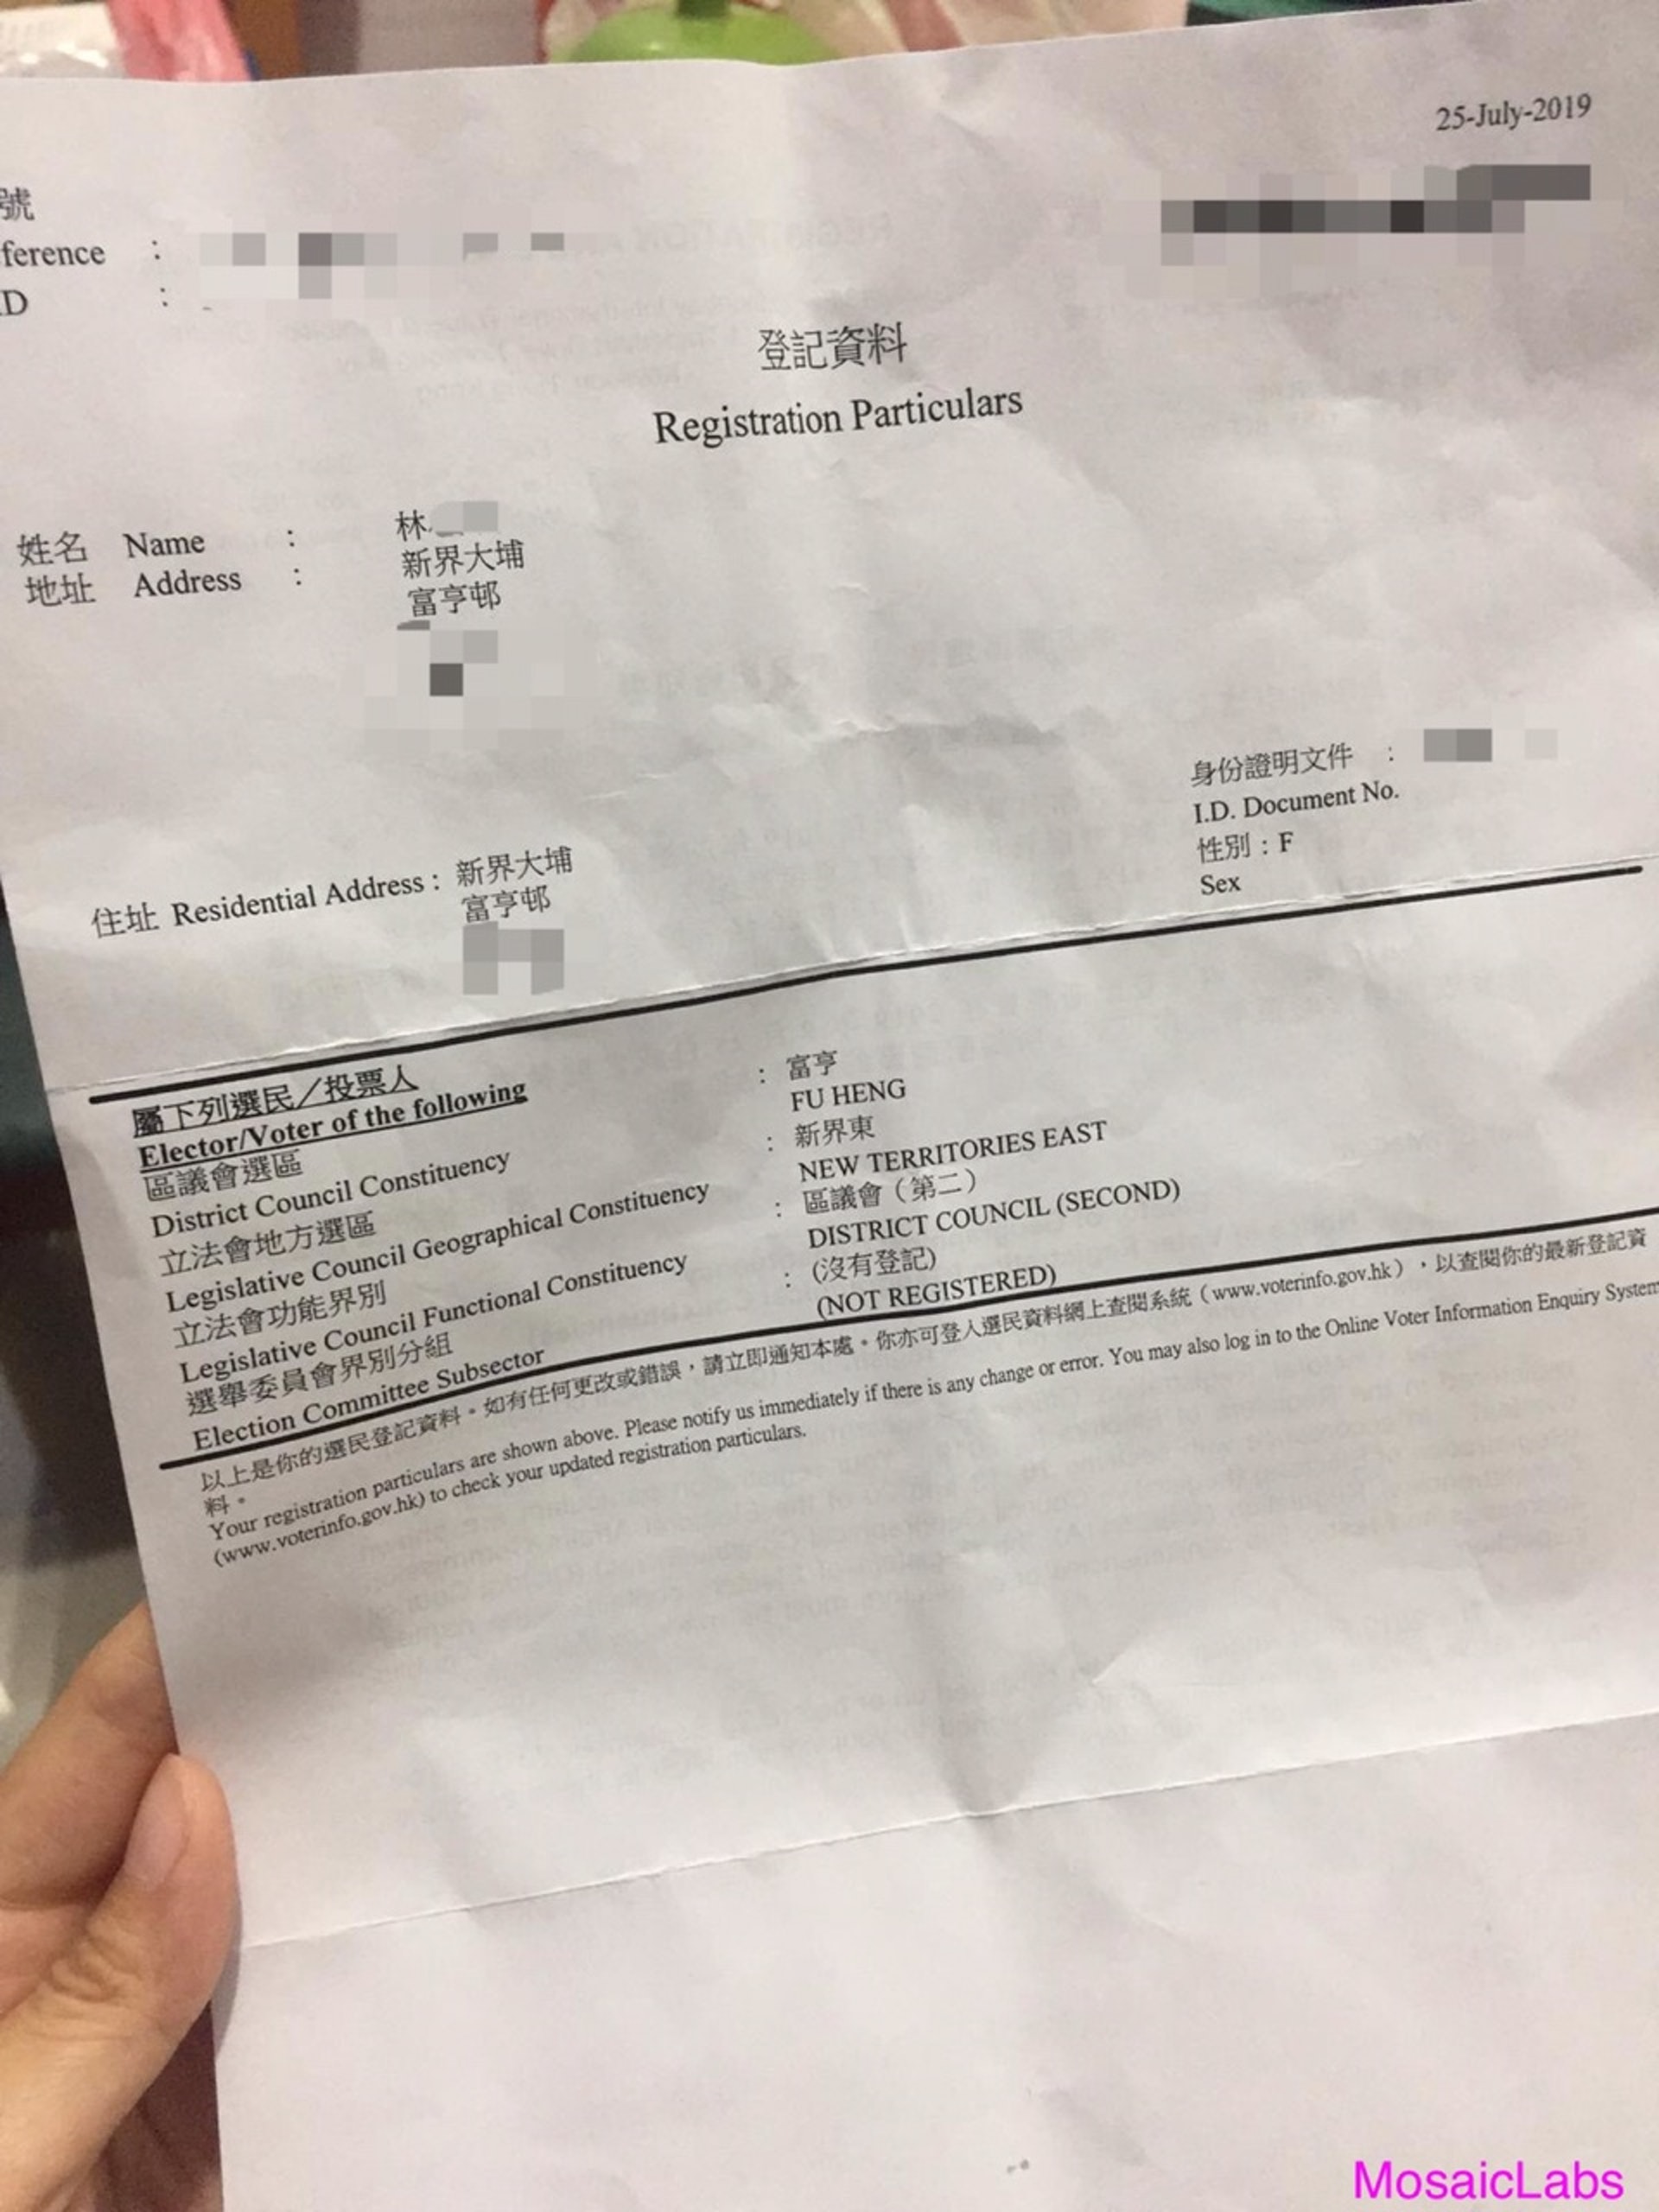 25-July-2019
號
ference :
D :
登記資料
Registration Particulars
姓名 Name : 林
地址 Address : 新界大埔
富亨邨
身份證明文件 :
I.D. Document No.
性別 : F
Sex
住址 Residential Address : 新界大埔
富亨邨
屬下列選民／投票人
Elector/Voter of the following
區議會選區 : 富亨
District Council Constituency FU HENG
立法會地方選區 : 新界東
Legislative Council Geographical Constituency NEW TERRITORIES EAST
立法會功能界別 : 區議會（第二）
Legislative Council Functional Constituency DISTRICT COUNCIL (SECOND)
選舉委員會界別分組 : (沒有登記)
Election Committee Subsector (NOT REGISTERED)
以上是你的選民登記資料。如有任何更改或錯誤，請立即通知本處。你亦可登入選民資料網上查閱系統（www.voterinfo.gov.hk），以查閱你的最新登記資
料。
Your registration particulars are shown above. Please notify us immediately if there is any change or error. You may also log in to the Online Voter Information Enquiry System
(www.voterinfo.gov.hk) to check your updated registration particulars.
MosaicLabs